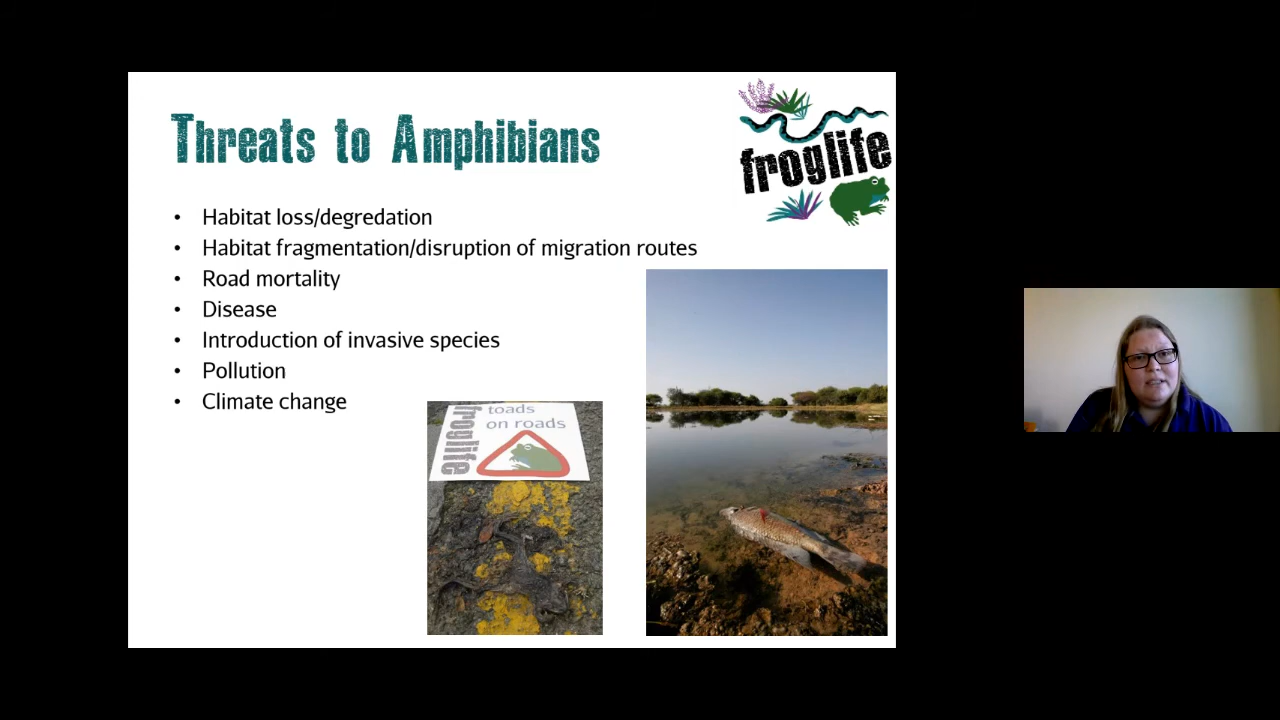 Threats to Amphibians
froglife
• Habitat loss/degredation
• Habitat fragmentation/disruption of migration routes
• Road mortality
• Disease
• Introduction of invasive species
• Pollution
• Climate change
froglife
toads
on roads